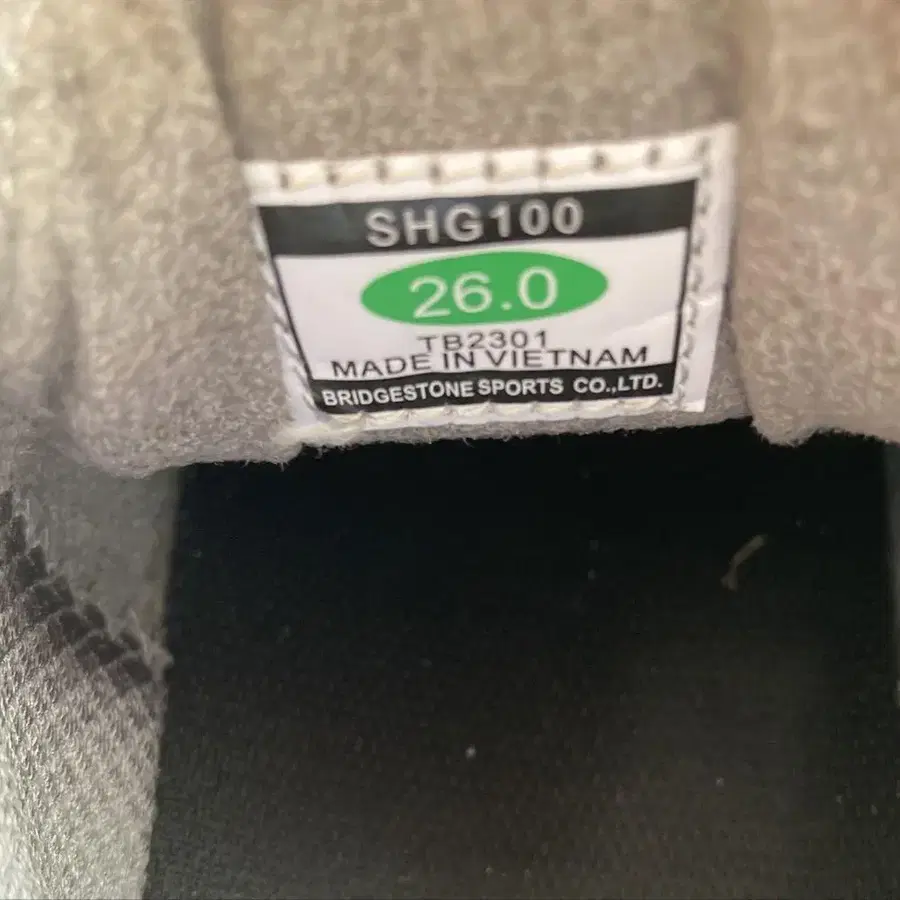 SHG100
26.0
TB2301
MADE IN VIETNAM
BRIDGESTONE SPORTS CO.,LTD.